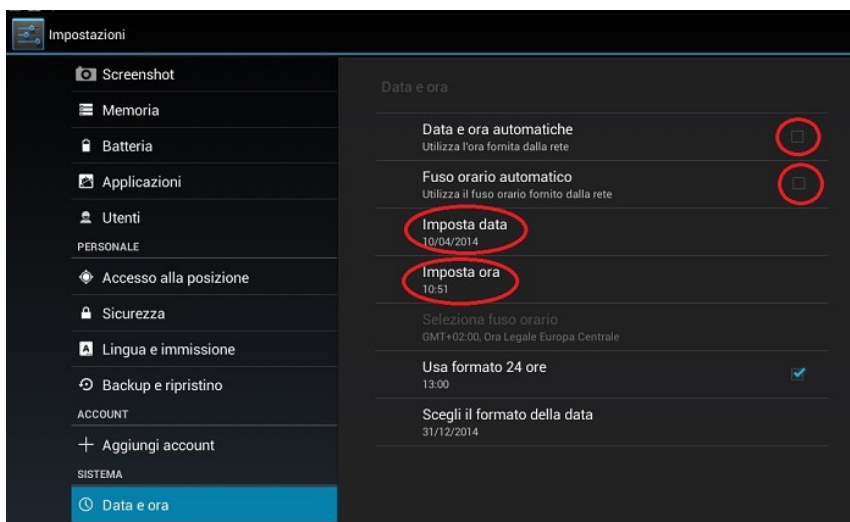 Impostazioni
Screenshot
Memoria
Batteria
Applicazioni
Utenti
PERSONALE
Accesso alla posizione
Sicurezza
Lingua e immissione
Backup e ripristino
ACCOUNT
Aggiungi account
SISTEMA
Data e ora
Data e ora
Data e ora automatiche
Utilizza l'ora fornita dalla rete
Fuso orario automatico
Utilizza il fuso orario fornito dalla rete
Imposta data
10/04/2014
Imposta ora
10:51
Seleziona fuso orario
GMT+02:00, Ora Legale Europa Centrale
Usa formato 24 ore
13:00
Scegli il formato della data
31/12/2014